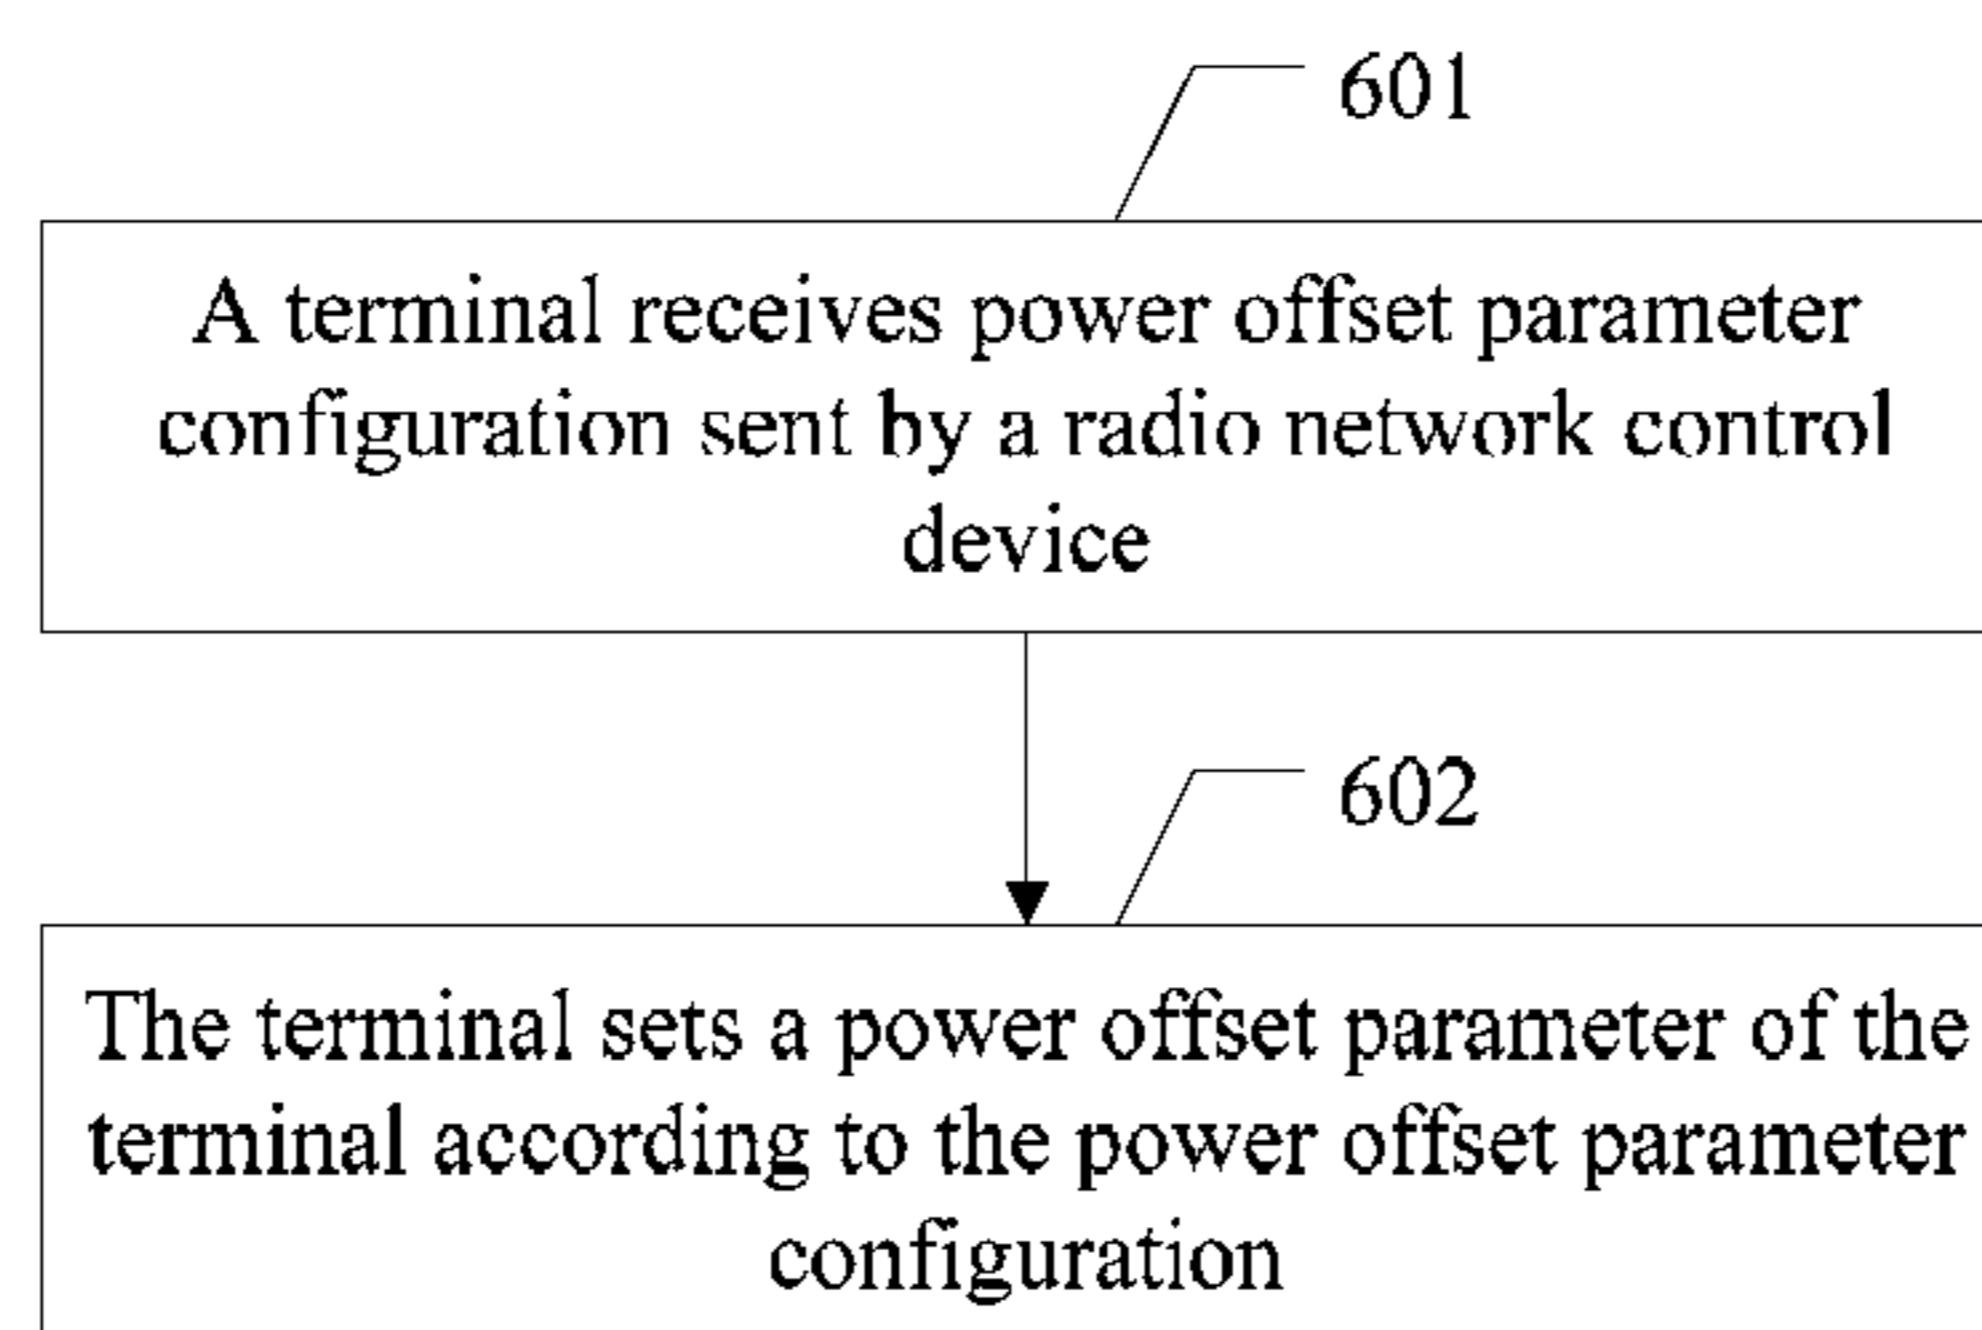 601
A terminal receives power offset parameter
configuration sent by a radio network control
device
602
The terminal sets a power offset parameter of the
terminal according to the power offset parameter
configuration